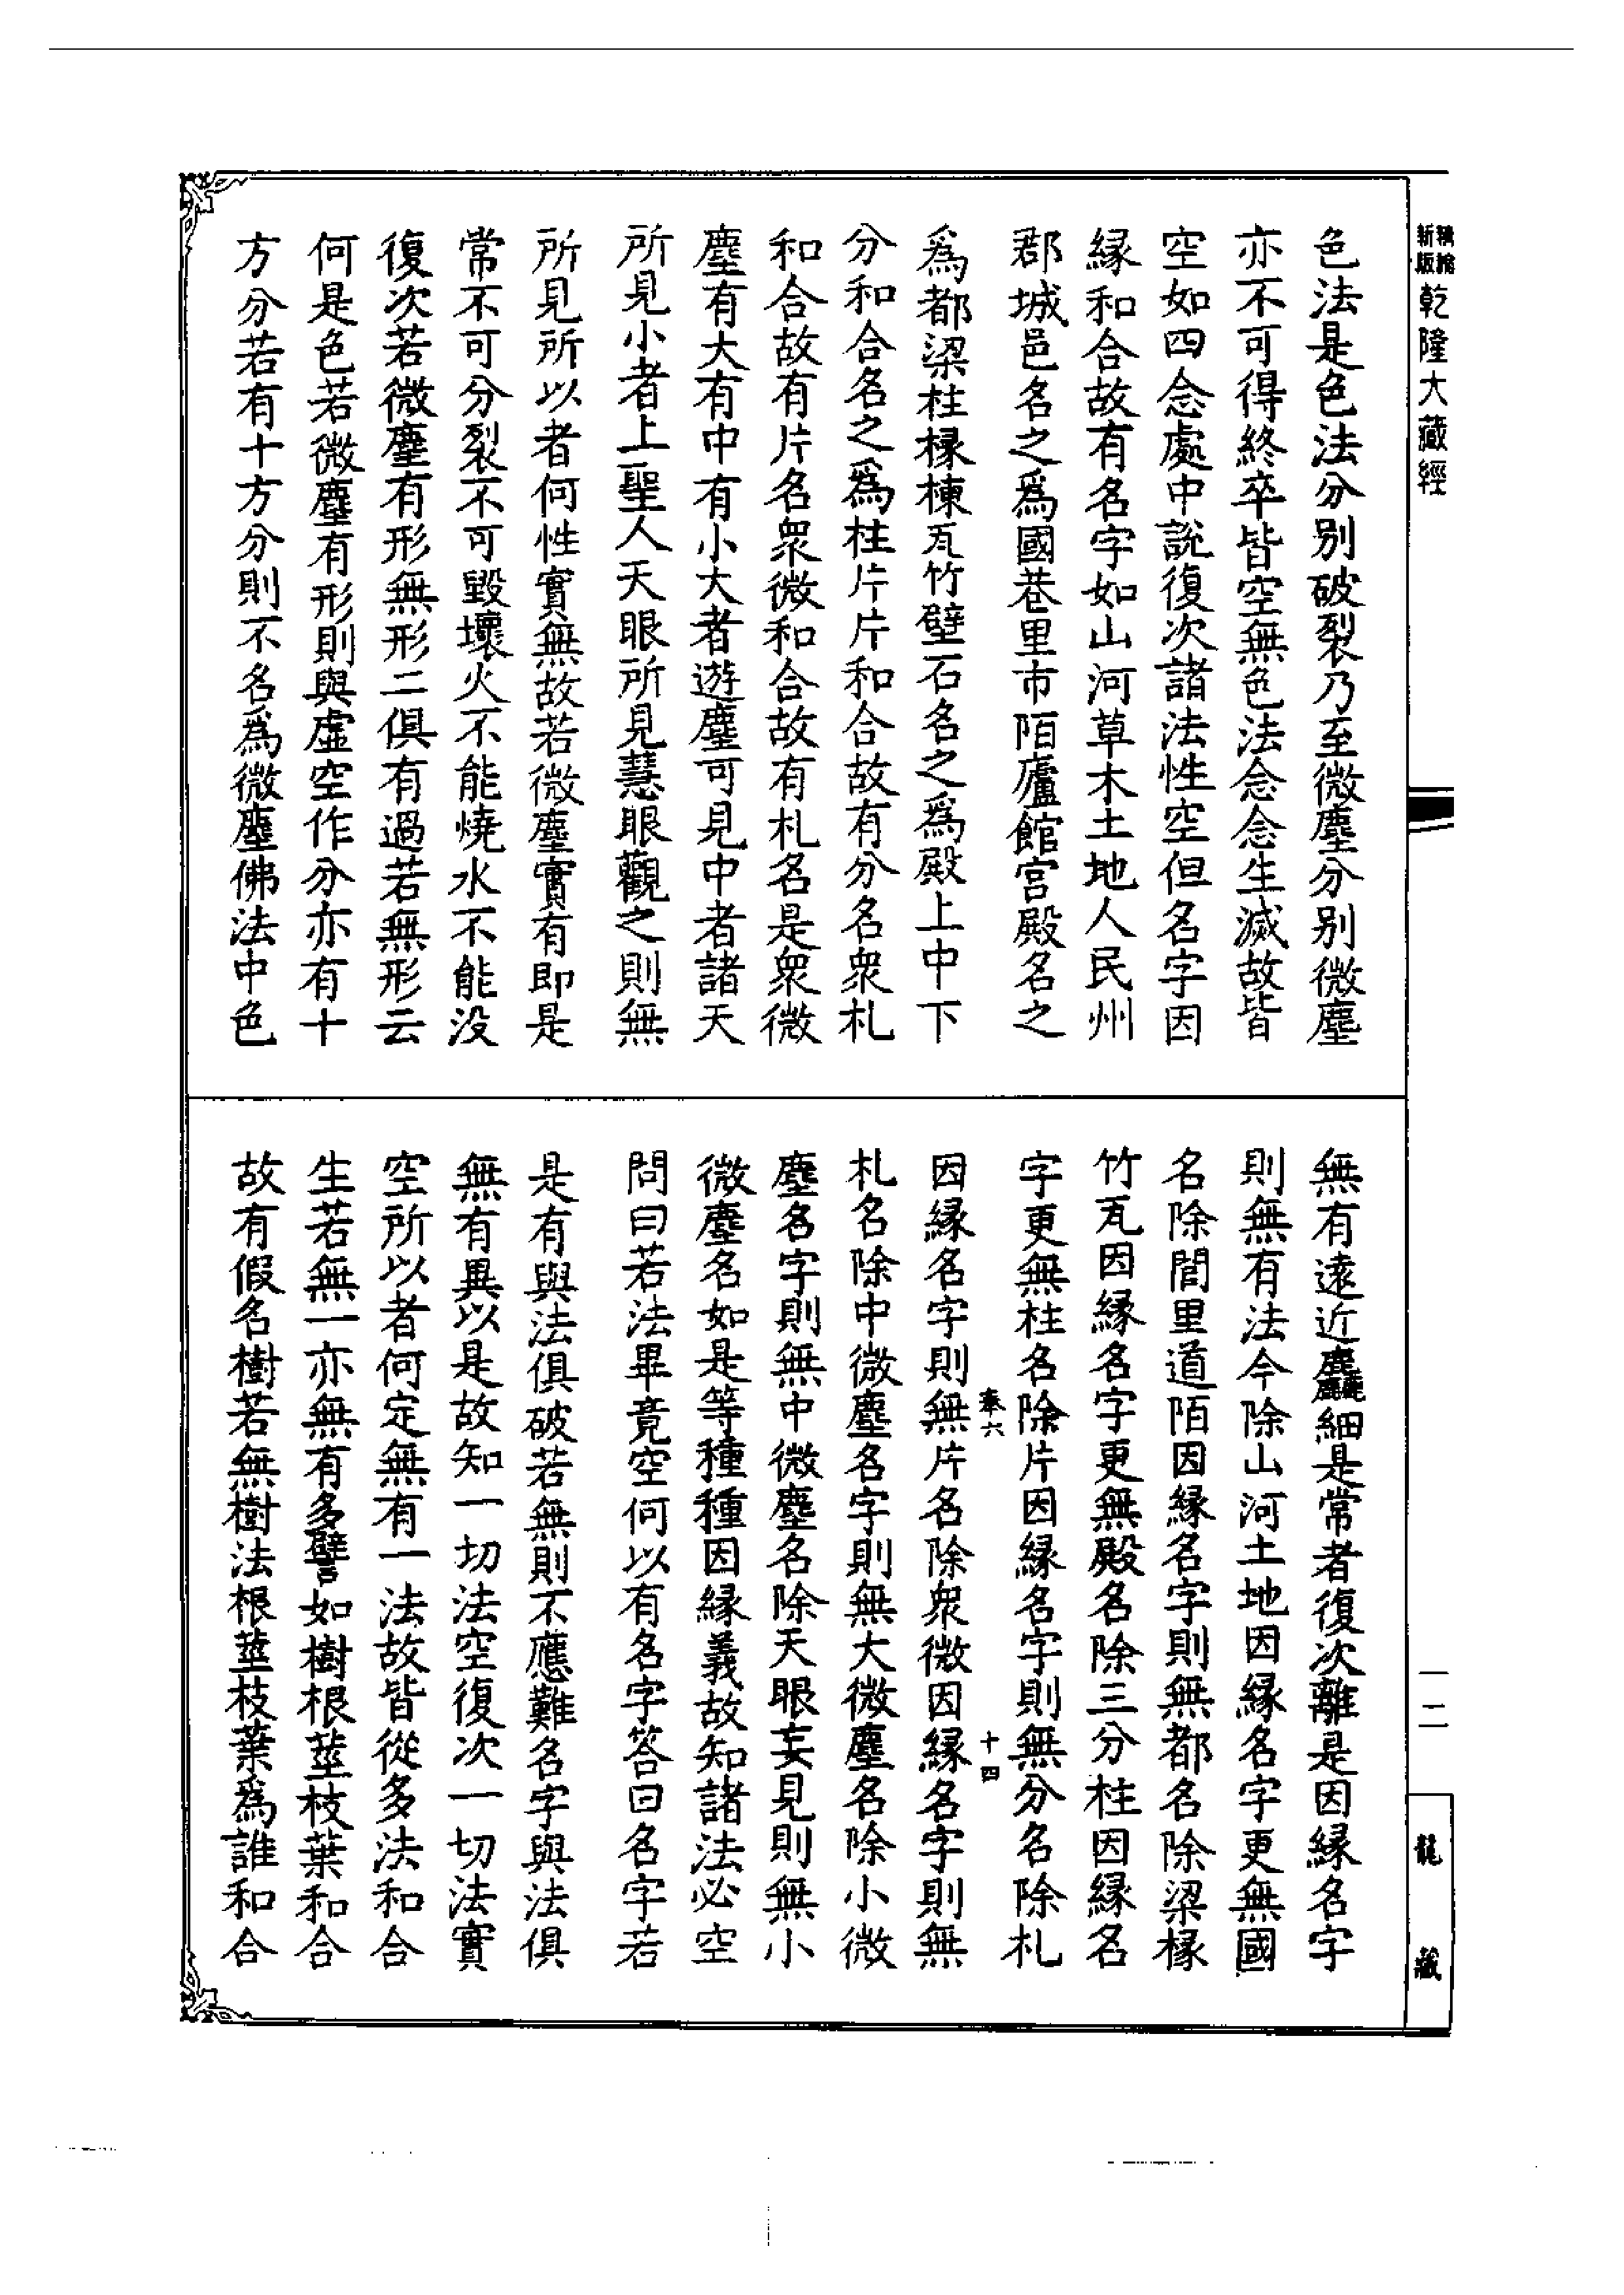 新版
精縮
乾隆大藏經
一二
龍藏
色法是色法分别破裂乃至微塵分别微塵
亦不可得終卒皆空無色法念念生滅故皆
空如四念處中説復次諸法性空但名字因
縁和合故有名字如山河草木土地人民州
郡城邑名之爲國巷里市陌廬館宫殿名之
爲都梁柱椽棟瓦竹壁石名之爲殿上中下
分和合名之爲柱片片和合故有分名衆札
和合故有片名衆微和合故有札名是衆微
塵有大有中有小大者遊塵可見中者諸天
所見小者上聖人天眼所見慧眼觀之則無
所見所以者何性實無故若微塵實有即是
常不可分裂不可毀壞火不能燒水不能没
復次若微塵有形無形二俱有過若無形云
何是色若微塵有形則與虚空作分亦有十
方分若有十方分則不名爲微塵佛法中色
無有遠近麤細是常者復次離是因縁名字
則無有法今除山河土地因縁名字更無國
名除閭里道陌因縁名字則無都名除梁椽
竹瓦因縁名字更無殿名除三分柱因縁名
字更無柱名除片因縁名字則無分名除札
卷六
十四
因縁名字則無片名除衆微因縁名字則無
札名除中微塵名字則無大微塵名除小微
塵名字則無中微塵名除天眼妄見則無小
微塵名如是等種種因縁義故知諸法必空
問曰若法畢竟空何以有名字答曰名字若
是有與法俱破若無則不應難名字與法俱
無有異以是故知一切法空復次一切法實
空所以者何定無有一法故皆從多法和合
生若無一亦無有多譬如樹根莖枝葉和合
故有假名樹若無樹法根莖枝葉爲誰和合